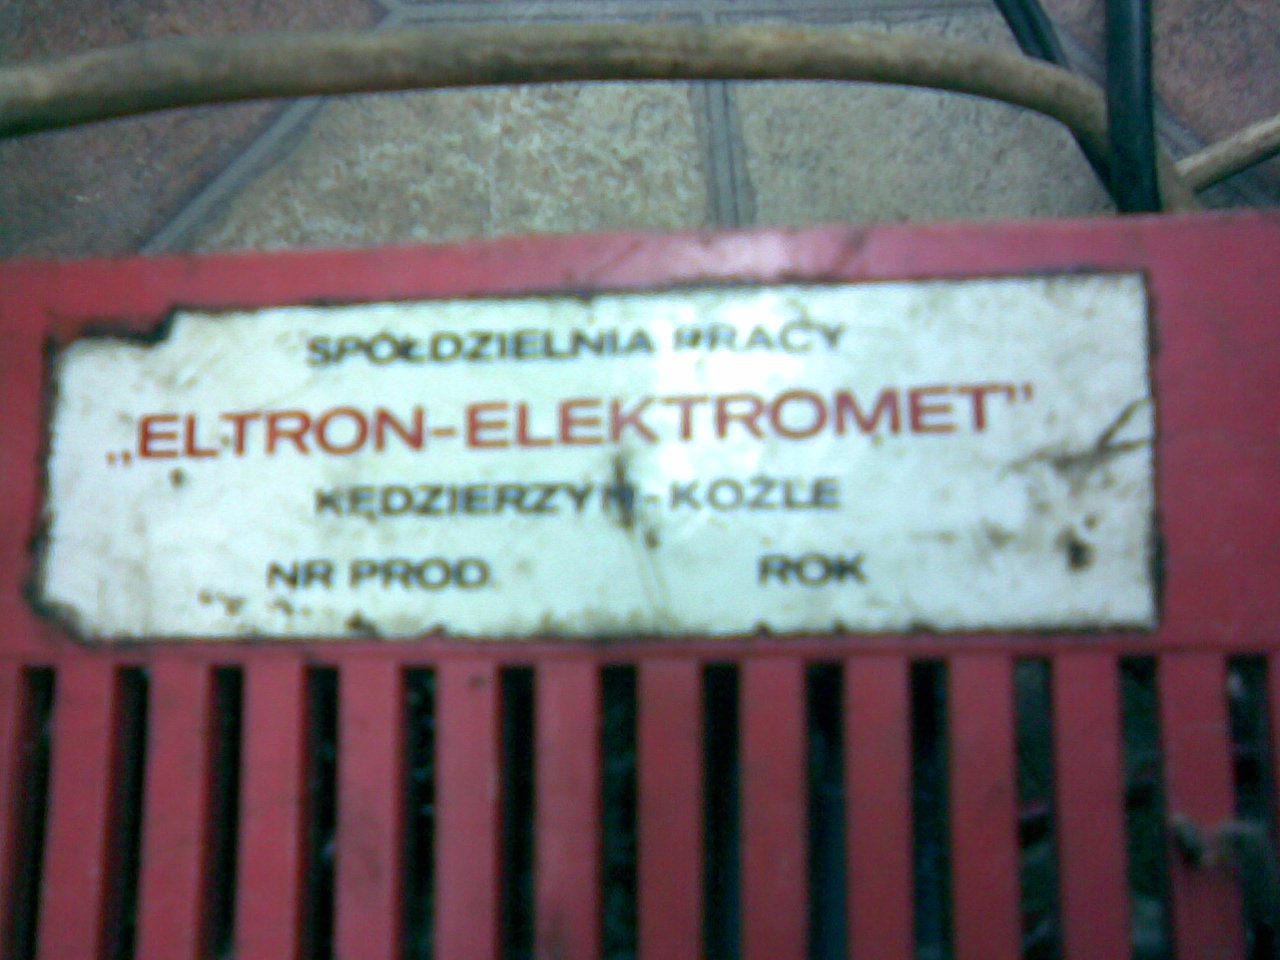 SPÓŁDZIELNIA PRACY
„ELTRON-ELEKTROMET”
KĘDZIERZYN-KOŹLE
NR PROD. ROK